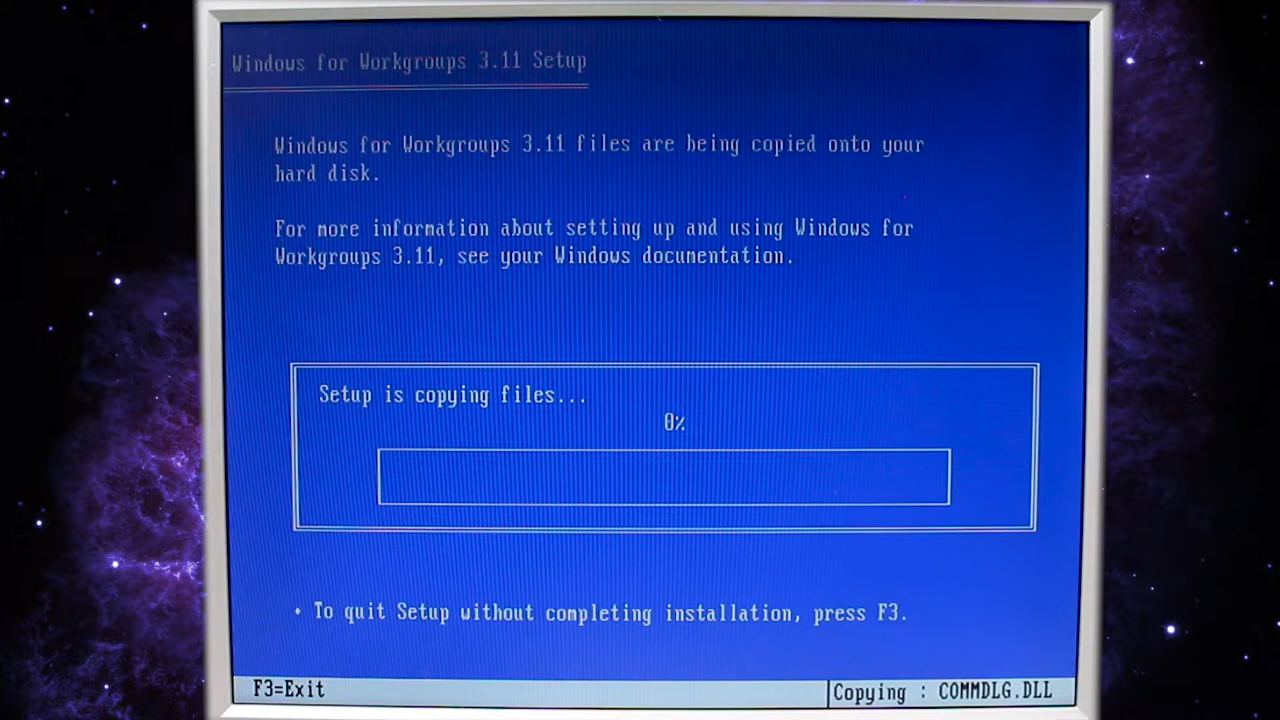 Windows for Workgroups 3.11 Setup
Windows for Workgroups 3.11 files are being copied onto your
hard disk.
For more information about setting up and using Windows for
Workgroups 3.11, see your Windows documentation.
Setup is copying files...
0%
• To quit Setup without completing installation, press F3.
F3=Exit
Copying : COMMDLG.DLL